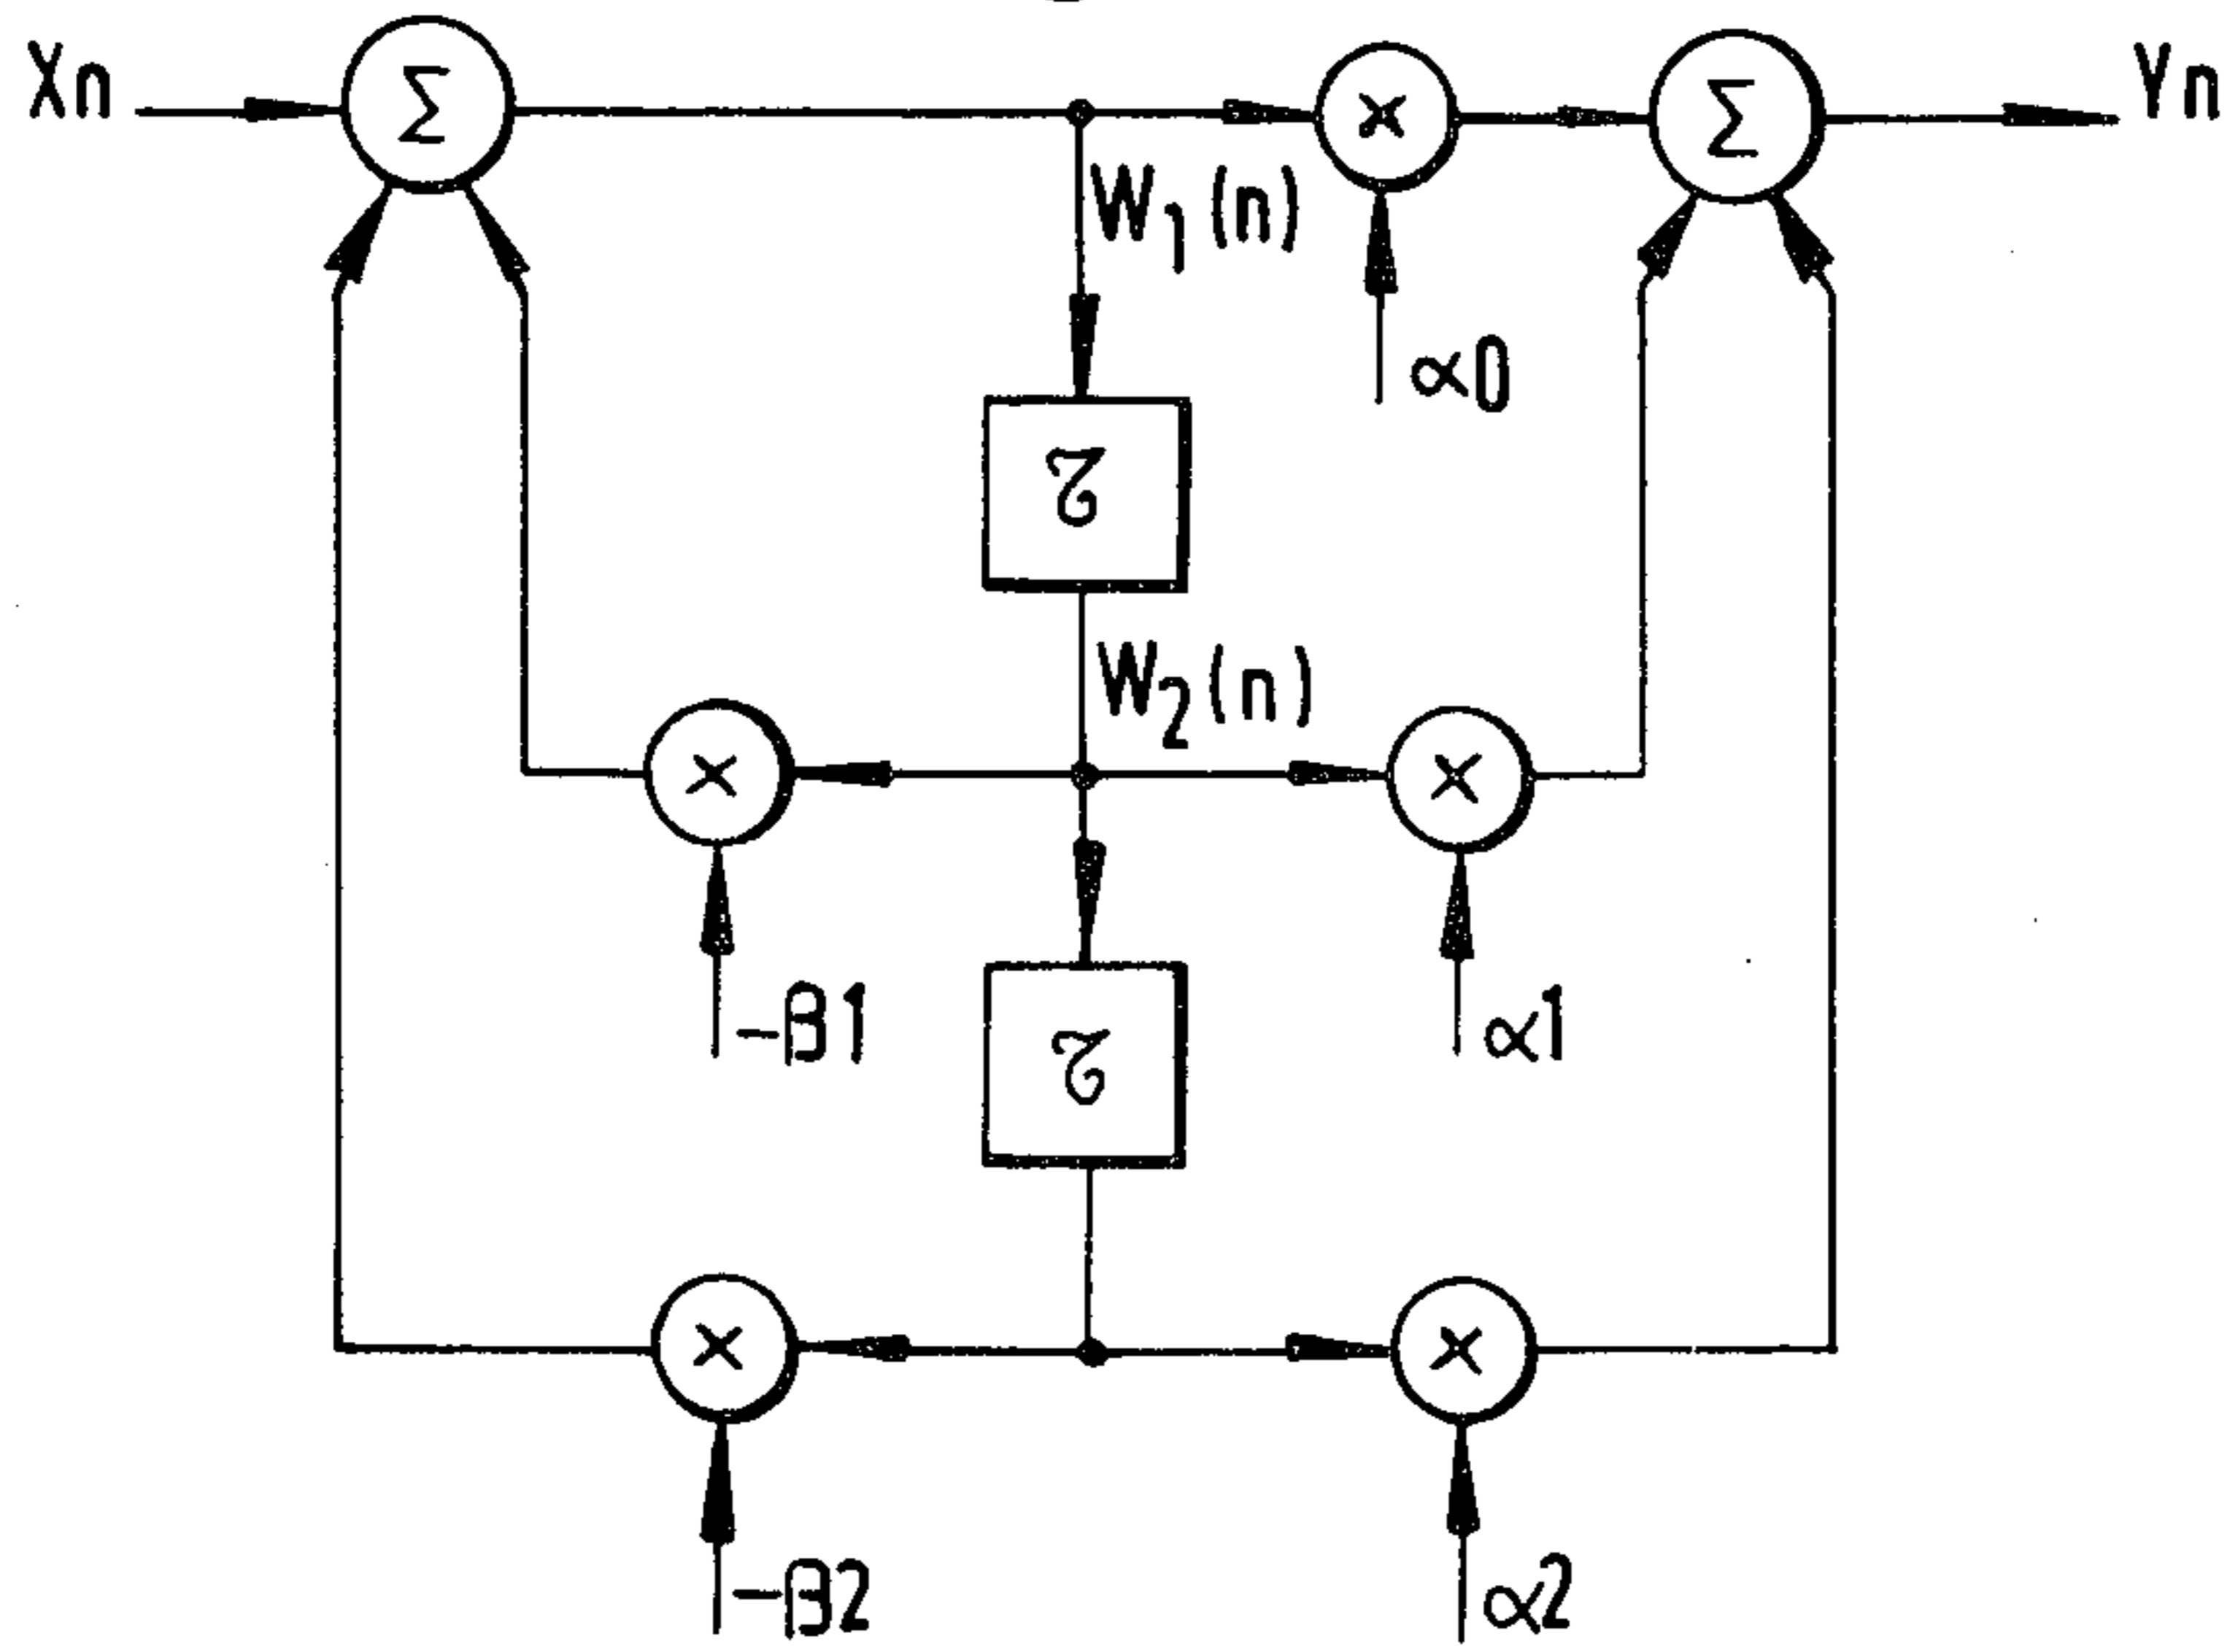 Xn
Σ
×
Σ
Yn
W₁(n)
α0
τ
W₂(n)
×
×
-β1
α1
τ
×
×
-β2
α2